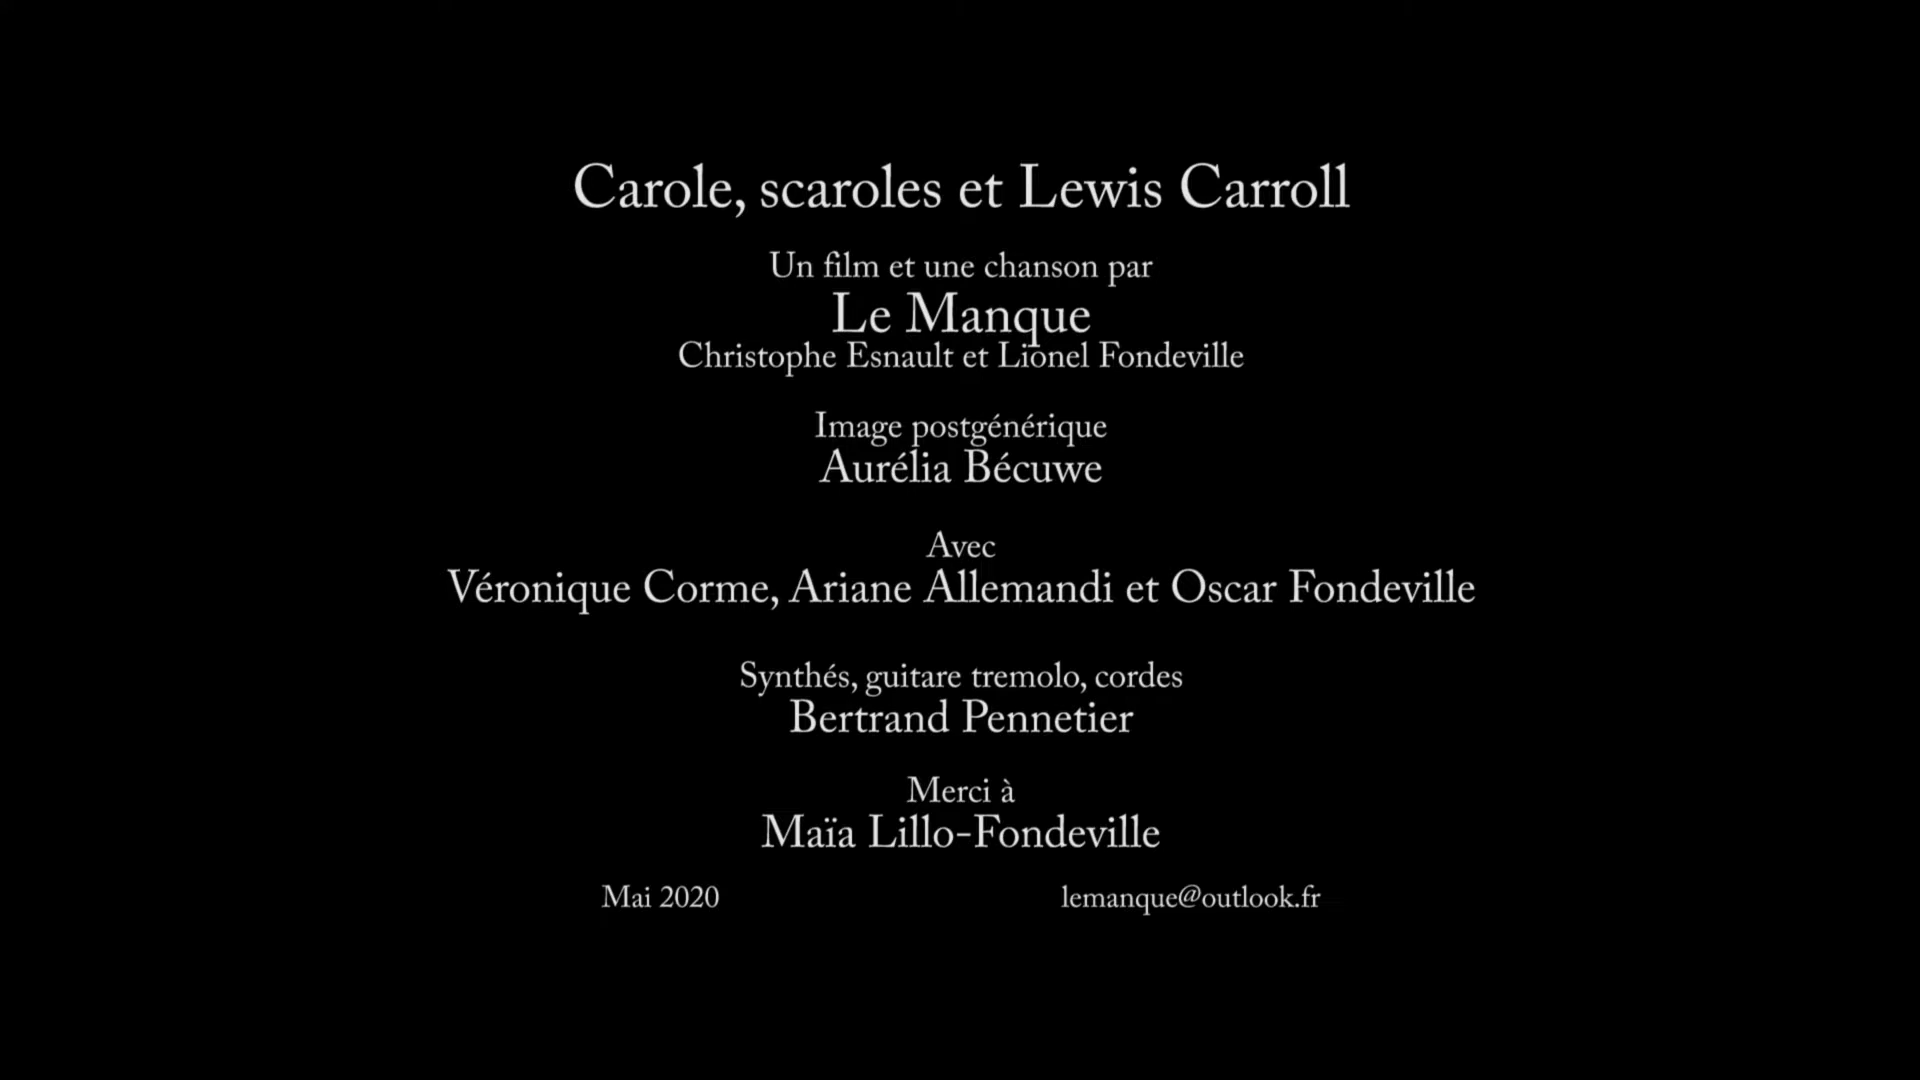 Carole, scaroles et Lewis Carroll
Un film et une chanson par
Le Manque
Christophe Esnault et Lionel Fondeville
Image postgénérique
Aurélia Bécuwe
Avec
Véronique Corme, Ariane Allemandi et Oscar Fondeville
Synthés, guitare tremolo, cordes
Bertrand Pennetier
Merci à
Maïa Lillo-Fondeville
Mai 2020
lemanque@outlook.fr